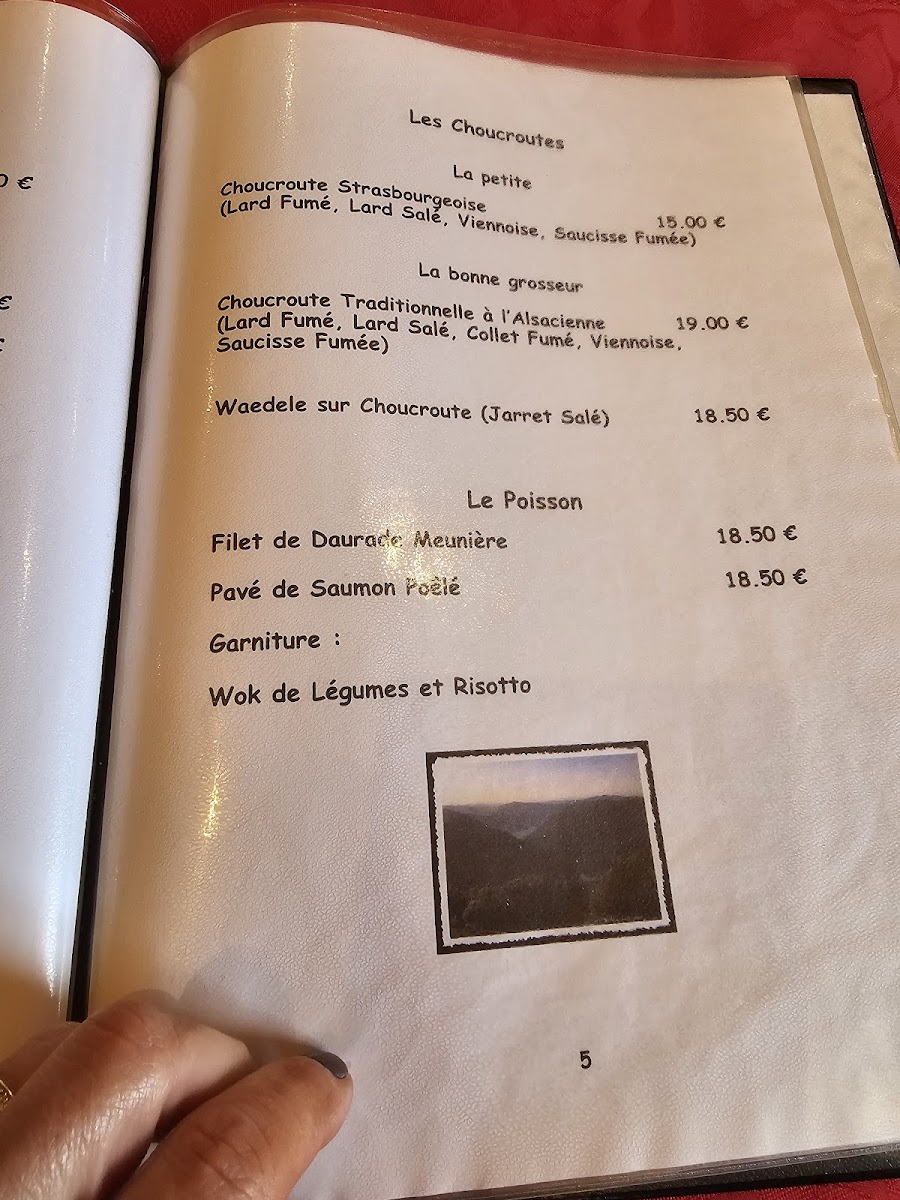 Les Choucroutes
La petite
Choucroute Strasbourgeoise 15.00 €
(Lard Fumé, Lard Salé, Viennoise, Saucisse Fumée)
La bonne grosseur
Choucroute Traditionnelle à l'Alsacienne 19.00 €
(Lard Fumé, Lard Salé, Collet Fumé, Viennoise,
Saucisse Fumée)
Waedele sur Choucroute (Jarret Salé) 18.50 €
Le Poisson
Filet de Daurade Meunière 18.50 €
Pavé de Saumon Poêlé 18.50 €
Garniture :
Wok de Légumes et Risotto
5